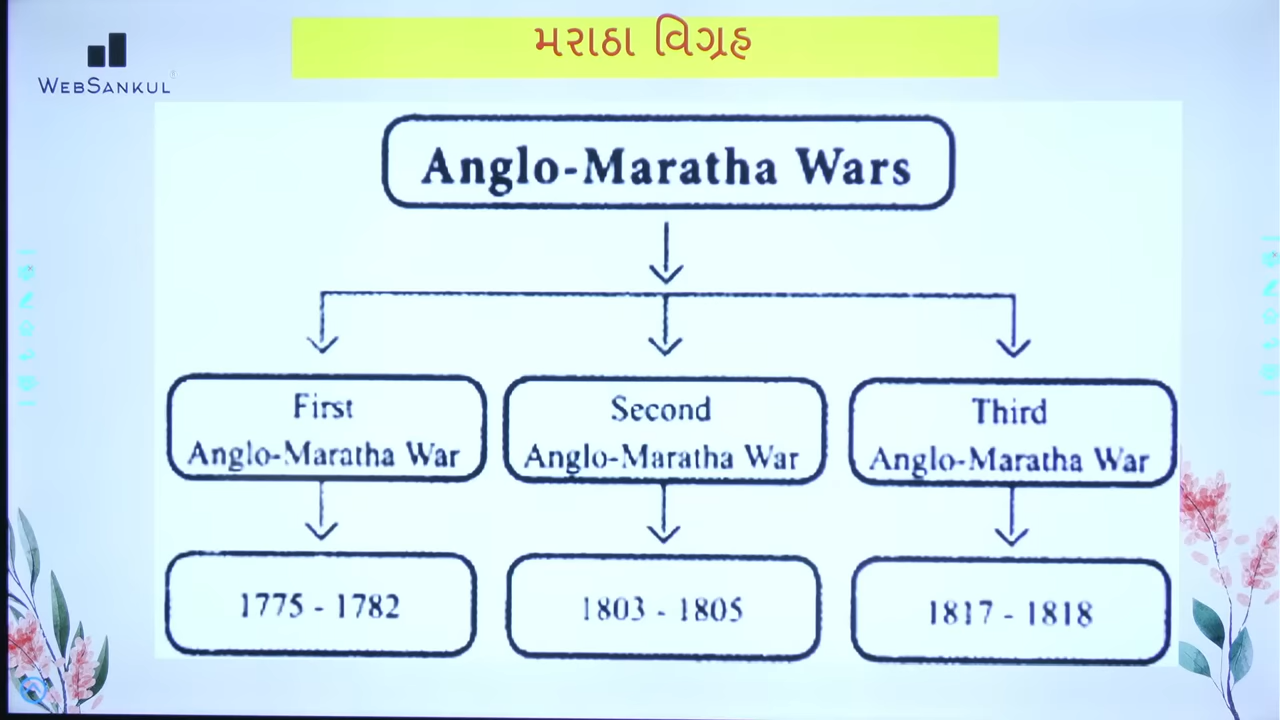 મરાઠા વિગ્રહ
WEBSANKUL
Anglo-Maratha Wars
First
Anglo-Maratha War
Second
Anglo-Maratha War
Third
Anglo-Maratha War
1775 - 1782
1803 - 1805
1817 - 1818